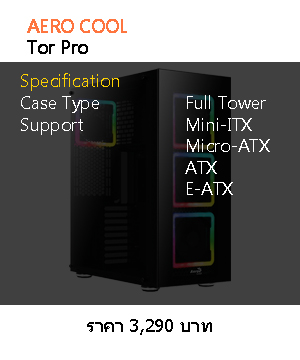 AERO COOL
Tor Pro
Specification
Case Type Full Tower
Support Mini-ITX
Micro-ATX
ATX
E-ATX
ราคา 3,290 บาท